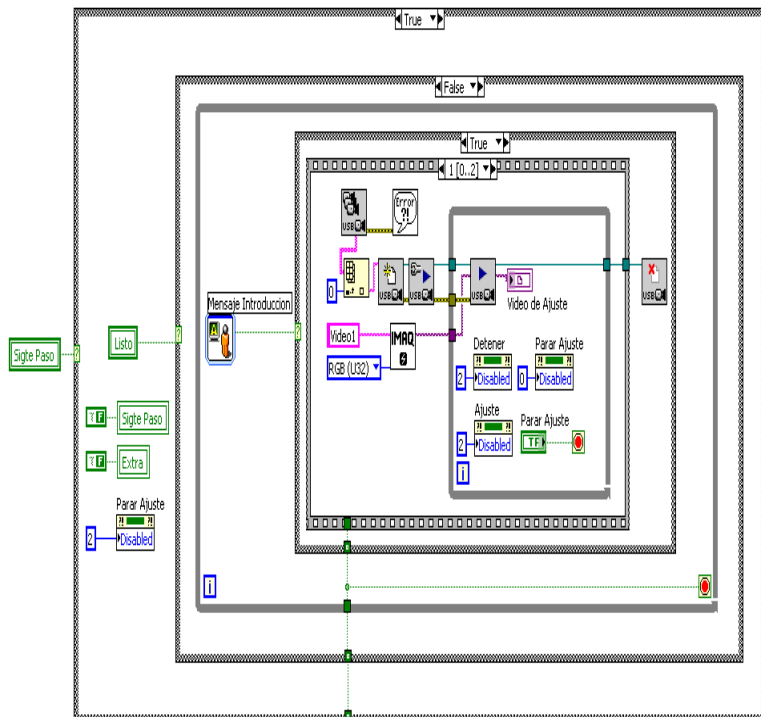 True
False
True
1 [0..2]
Error
?!
USB
USB
USB
USB
USB
0
Mensaje Introduccion
A
Video de Ajuste
Video1
IMAQ
RGB (U32)
Listo
Sigte Paso
Detener
Parar Ajuste
2
Disabled
0
Disabled
Ajuste
Parar Ajuste
2
Disabled
TF
i
F
Sigte Paso
F
Extra
Parar Ajuste
2
Disabled
i